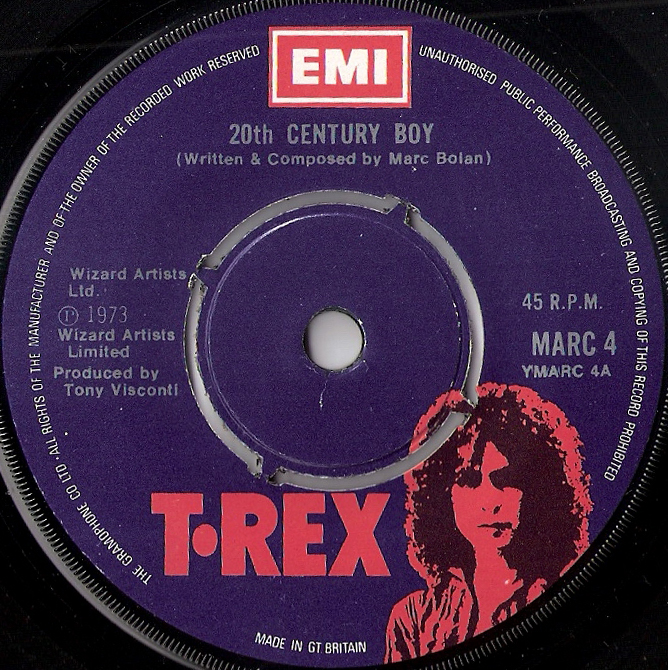 EMI
20th CENTURY BOY
(Written & Composed by Marc Bolan)
Wizard Artists
Ltd.
Ⓟ 1973
Wizard Artists
Limited
Produced by
Tony Visconti
45 R.P.M.
MARC 4
YMARC 4A
T•REX
THE GRAMOPHONE CO LTD • ALL RIGHTS OF THE MANUFACTURER AND OF THE OWNER OF THE RECORDED WORK RESERVED
UNAUTHORISED PUBLIC PERFORMANCE BROADCASTING AND COPYING OF THIS RECORD PROHIBITED
MADE IN GT. BRITAIN